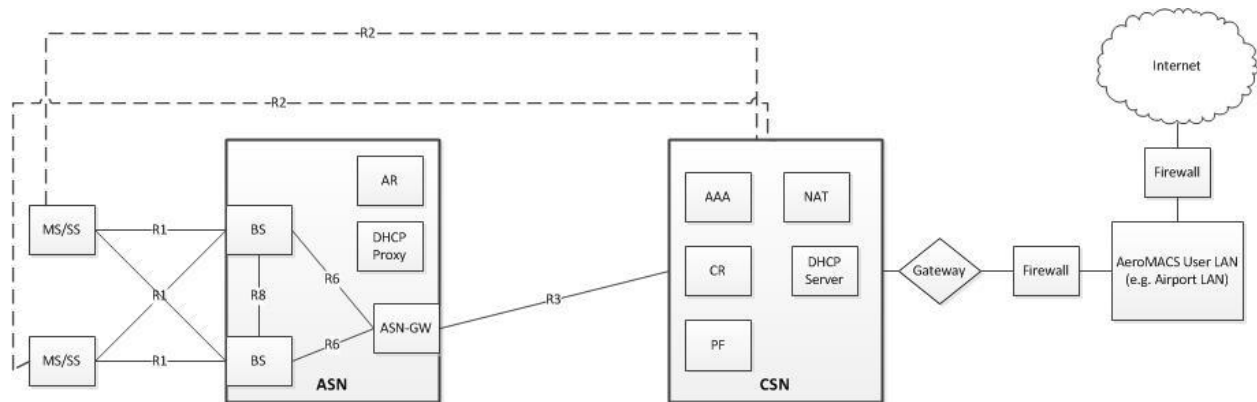 R2
R2
Internet
Firewall
AR
AAA
NAT
MS/SS
R1
BS
DHCP
Proxy
R6
CR
DHCP
Server
Gateway
Firewall
AeroMACS User LAN
(e.g. Airport LAN)
R1
R8
R3
ASN-GW
MS/SS
R1
BS
R6
PF
ASN
CSN